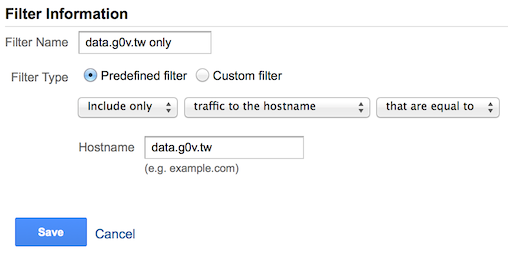 Filter Information
Filter Name data.g0v.tw only
Filter Type Predefined filter Custom filter
Include only traffic to the hostname that are equal to
Hostname data.g0v.tw
(e.g. example.com)
Save Cancel